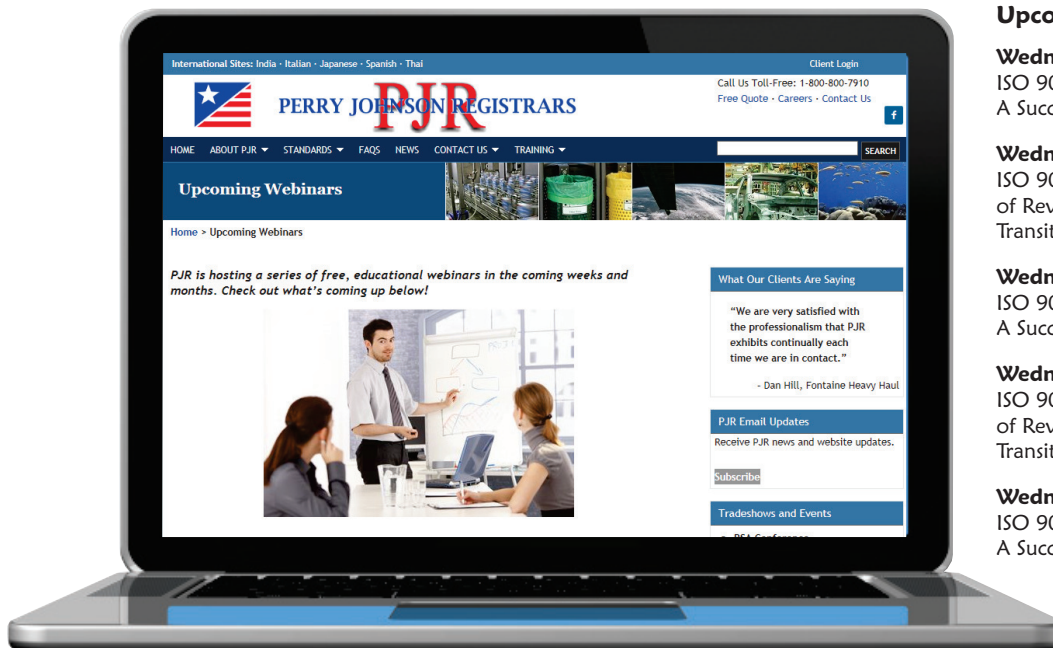 International Sites: India · Italian · Japanese · Spanish · Thai
Client Login
PERRY JOHNSON REGISTRARS
PJR
Call Us Toll-Free: 1-800-800-7910
Free Quote · Careers · Contact Us
f
HOME ABOUT PJR STANDARDS FAQS NEWS CONTACT US TRAINING
SEARCH
Upcoming Webinars
Home > Upcoming Webinars
PJR is hosting a series of free, educational webinars in the coming weeks and
months. Check out what's coming up below!
What Our Clients Are Saying
“We are very satisfied with
the professionalism that PJR
exhibits continually each
time we are in contact.”
- Dan Hill, Fontaine Heavy Haul
PJR Email Updates
Receive PJR news and website updates.
Subscribe
Tradeshows and Events
Upco
Wedn
ISO 90
A Succ
Wedn
ISO 90
of Rev
Transit
Wedn
ISO 90
A Succ
Wedn
ISO 90
of Rev
Transit
Wedn
ISO 90
A Succ